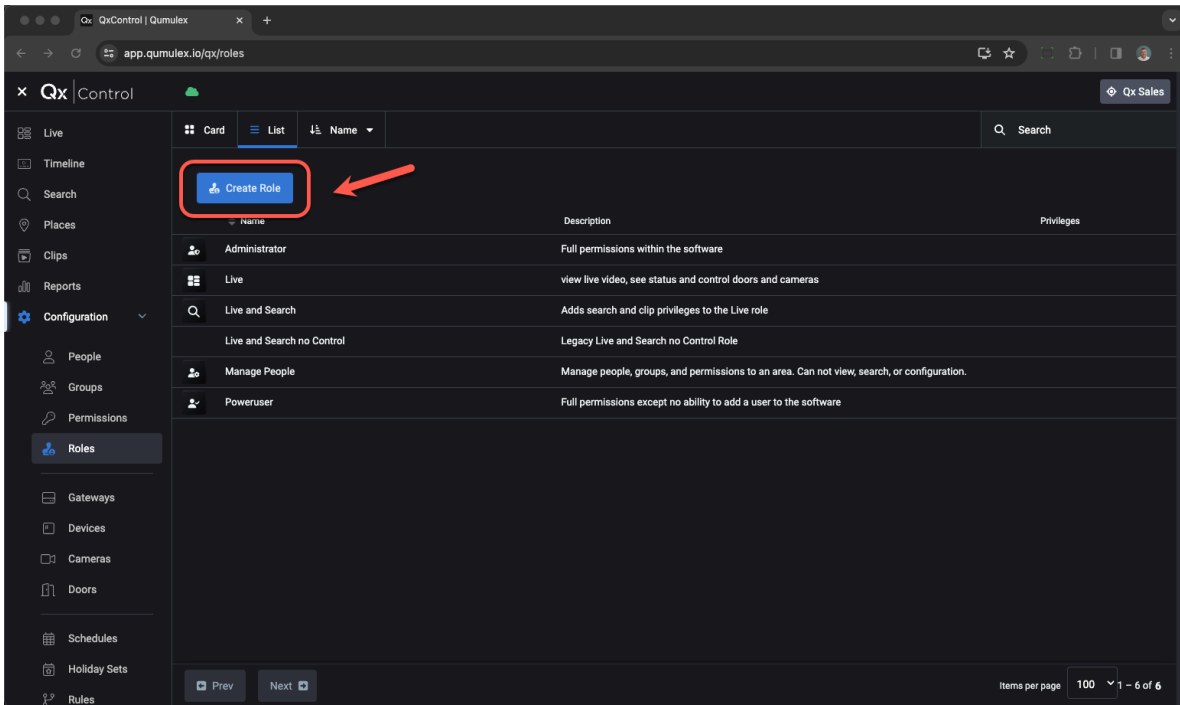 Qx QxControl | Qumulex
app.qumulex.io/qx/roles
Qx Control
Qx Sales
Live
Timeline
Search
Places
Clips
Reports
Configuration
People
Groups
Permissions
Roles
Gateways
Devices
Cameras
Doors
Schedules
Holiday Sets
Rules
Card List Name
Search
Create Role
Name Description Privileges
Administrator Full permissions within the software
Live view live video, see status and control doors and cameras
Live and Search Adds search and clip privileges to the Live role
Live and Search no Control Legacy Live and Search no Control Role
Manage People Manage people, groups, and permissions to an area. Can not view, search, or configuration.
Poweruser Full permissions except no ability to add a user to the software
Prev Next
Items per page 100 1 – 6 of 6